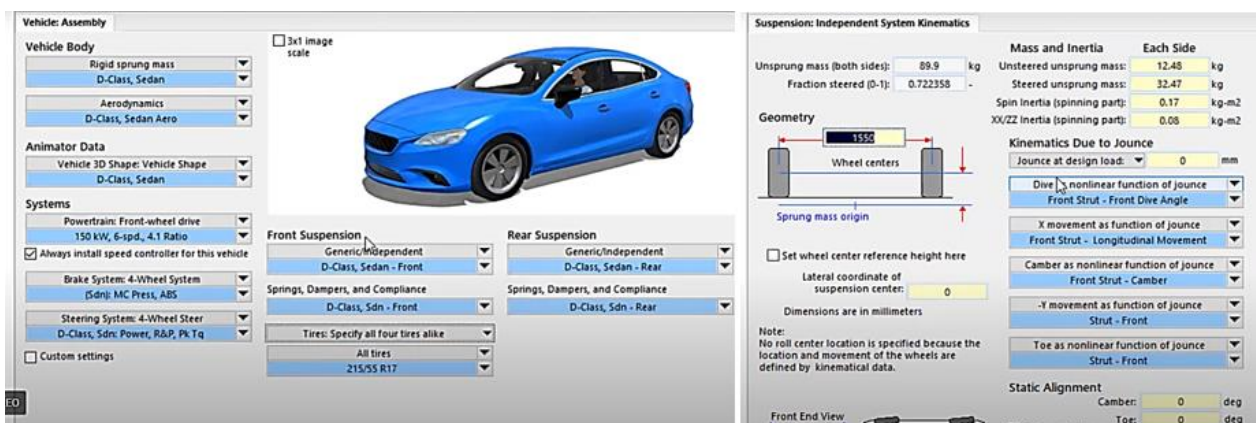 Vehicle: Assembly
Vehicle Body
Rigid sprung mass
D-Class, Sedan
Aerodynamics
D-Class, Sedan Aero
Animator Data
Vehicle 3D Shape: Vehicle Shape
D-Class, Sedan
Systems
Powertrain: Front-wheel drive
150 kW, 6-spd., 4.1 Ratio
Always install speed controller for this vehicle
Brake System: 4-Wheel System
(Sdn): MC Press, ABS
Steering System: 4-Wheel Steer
D-Class, Sdn: Power, R&P, Pk Tq
Custom settings
EO
3x1 image
scale
Front Suspension
Generic/Independent
D-Class, Sedan - Front
Springs, Dampers, and Compliance
D-Class, Sdn - Front
Tires: Specify all four tires alike
All tires
215/55 R17
Rear Suspension
Generic/Independent
D-Class, Sedan - Rear
Springs, Dampers, and Compliance
D-Class, Sdn - Rear
Suspension: Independent System Kinematics
Unsprung mass (both sides): 89.9 kg
Fraction steered (0-1): 0.722358 -
Geometry
1550
Wheel centers
Sprung mass origin
Set wheel center reference height here
Lateral coordinate of
suspension center: 0
Dimensions are in millimeters
Note:
No roll center location is specified because the
location and movement of the wheels are
defined by kinematical data.
Front End View
Mass and Inertia Each Side
Unsteered unsprung mass: 12.48 kg
Steered unsprung mass: 32.47 kg
Spin Inertia (spinning part): 0.17 kg-m2
XX/ZZ Inertia (spinning part): 0.08 kg-m2
Kinematics Due to Jounce
Jounce at design load: 0 mm
Dive nonlinear function of jounce
Front Strut - Front Dive Angle
X movement as function of jounce
Front Strut - Longitudinal Movement
Camber as nonlinear function of jounce
Front Strut - Camber
-Y movement as function of jounce
Strut - Front
Toe as nonlinear function of jounce
Strut - Front
Static Alignment
Camber: 0 deg
Toe: 0 deg